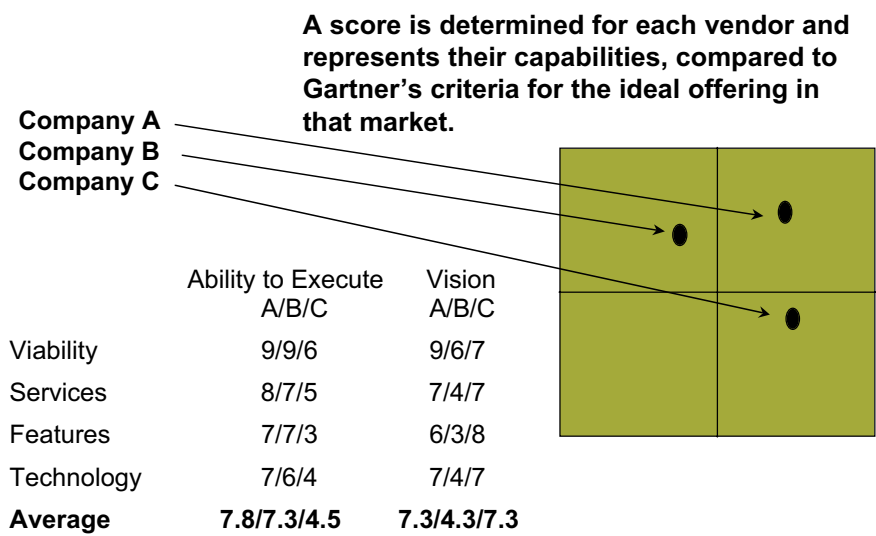 A score is determined for each vendor and
represents their capabilities, compared to
Gartner’s criteria for the ideal offering in
that market.
Company A
Company B
Company C
Ability to Execute Vision
A/B/C A/B/C
Viability 9/9/6 9/6/7
Services 8/7/5 7/4/7
Features 7/7/3 6/3/8
Technology 7/6/4 7/4/7
Average 7.8/7.3/4.5 7.3/4.3/7.3